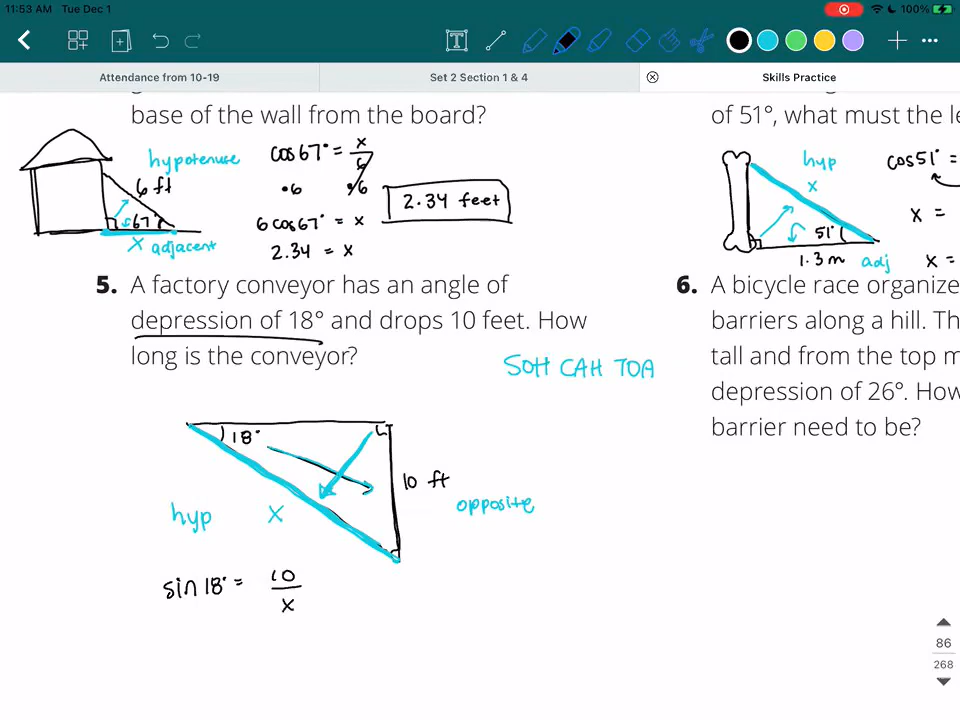 11:53 AM Tue Dec 1
100%
T
Attendance from 10-19
Set 2 Section 1 & 4
Skills Practice
base of the wall from the board?
hypotenuse
6 ft
67°
x adjacent
cos 67° = x/6
•6 •6
6 cos 67° = x
2.34 = x
2.34 feet
of 51°, what must the le
hyp
x
51°
1.3 m adj
cos 51° =
x =
x =
5. A factory conveyor has an angle of
depression of 18° and drops 10 feet. How
long is the conveyor?
SOH CAH TOA
18°
10 ft
opposite
hyp x
sin 18° = 10/x
6. A bicycle race organize
barriers along a hill. Th
tall and from the top m
depression of 26°. How
barrier need to be?
86
268